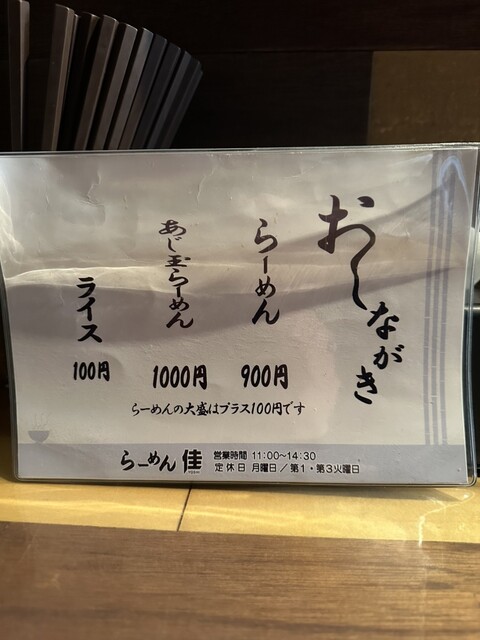 おしながき
らーめん
900円
あじ玉らーめん
1000円
ライス
100円
らーめんの大盛はプラス100円です
らーめん 佳
営業時間 11:00~14:30
定休日 月曜日/第1・第3火曜日